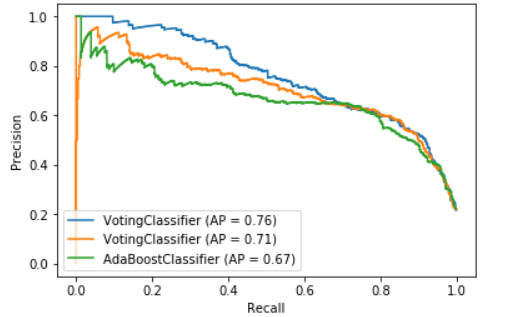 1.0
0.8
0.6
0.4
0.2
0.0
Precision
VotingClassifier (AP = 0.76)
VotingClassifier (AP = 0.71)
AdaBoostClassifier (AP = 0.67)
0.0 0.2 0.4 0.6 0.8 1.0
Recall